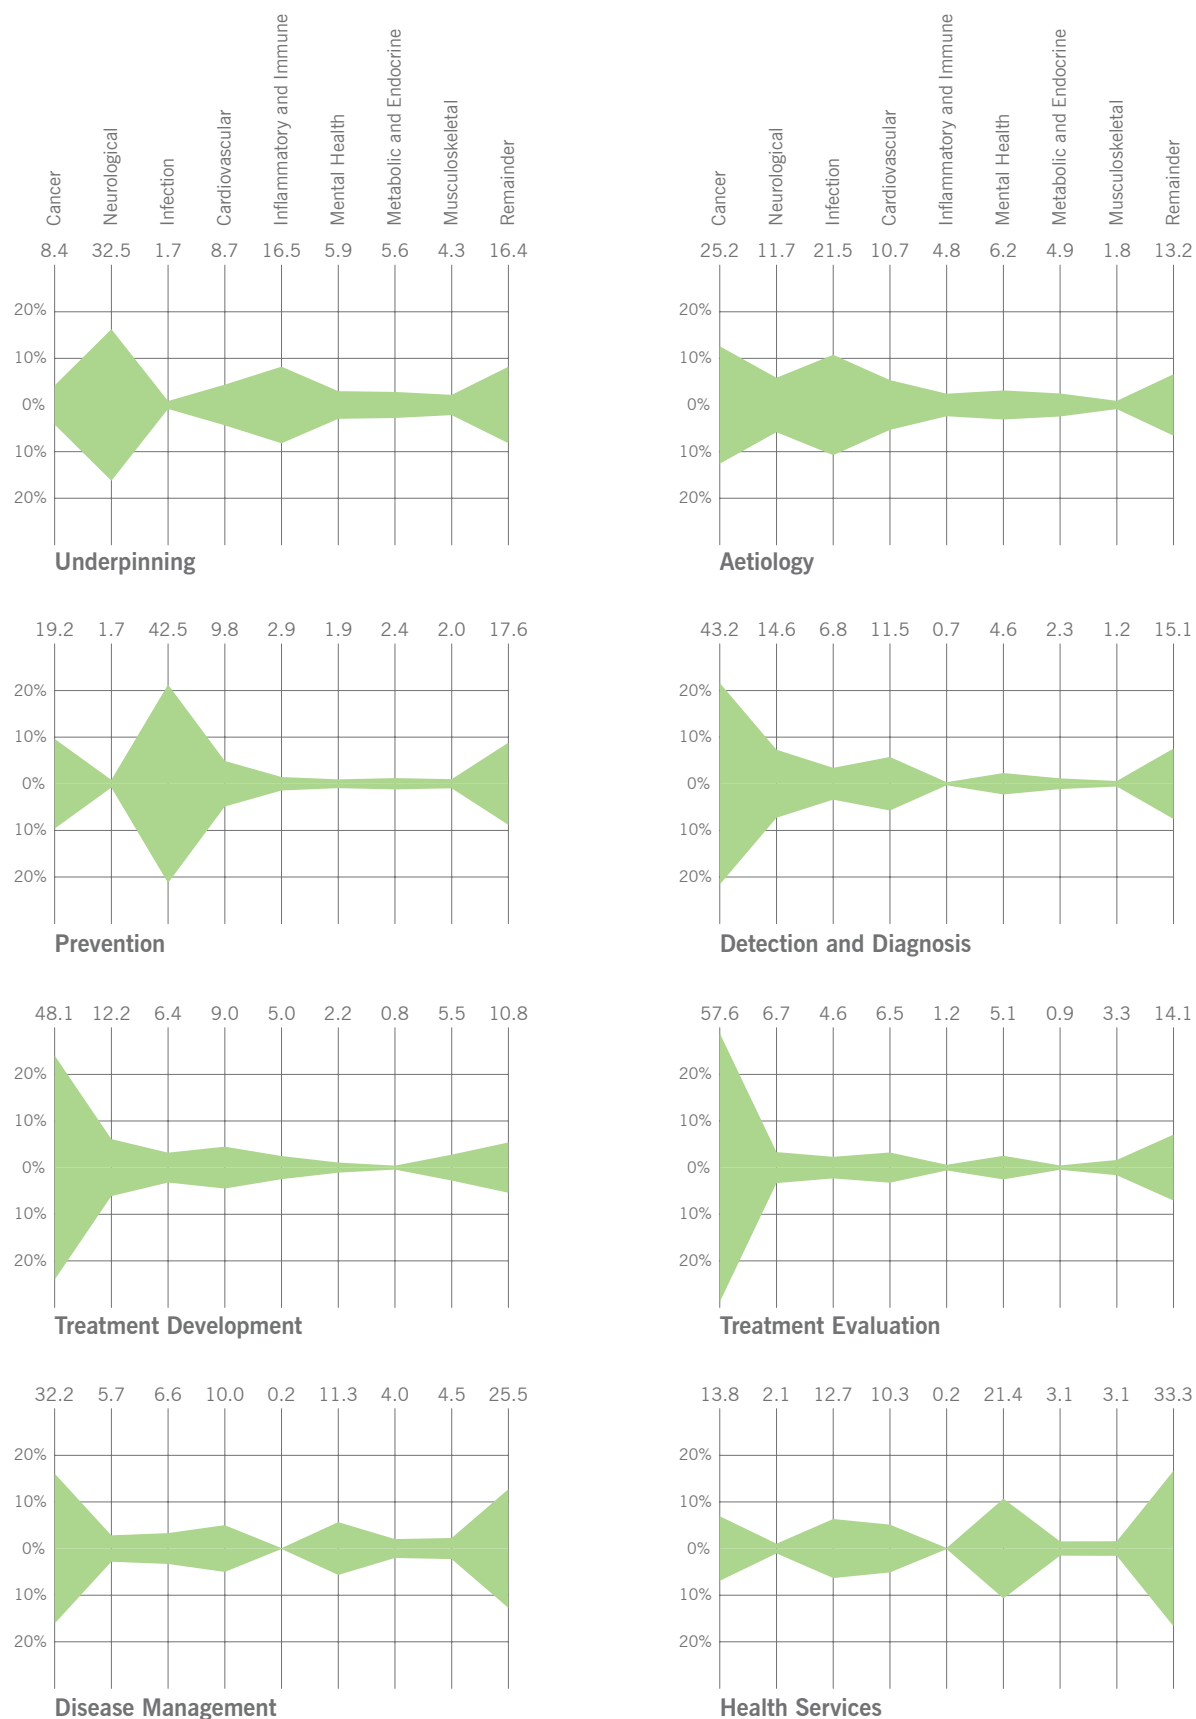 Cancer
Neurological
Infection
Cardiovascular
Inflammatory and Immune
Mental Health
Metabolic and Endocrine
Musculoskeletal
Remainder
8.4 32.5 1.7 8.7 16.5 5.9 5.6 4.3 16.4
20%
10%
0%
10%
20%
Underpinning
Cancer
Neurological
Infection
Cardiovascular
Inflammatory and Immune
Mental Health
Metabolic and Endocrine
Musculoskeletal
Remainder
25.2 11.7 21.5 10.7 4.8 6.2 4.9 1.8 13.2
20%
10%
0%
10%
20%
Aetiology
19.2 1.7 42.5 9.8 2.9 1.9 2.4 2.0 17.6
20%
10%
0%
10%
20%
Prevention
43.2 14.6 6.8 11.5 0.7 4.6 2.3 1.2 15.1
20%
10%
0%
10%
20%
Detection and Diagnosis
48.1 12.2 6.4 9.0 5.0 2.2 0.8 5.5 10.8
20%
10%
0%
10%
20%
Treatment Development
57.6 6.7 4.6 6.5 1.2 5.1 0.9 3.3 14.1
20%
10%
0%
10%
20%
Treatment Evaluation
32.2 5.7 6.6 10.0 0.2 11.3 4.0 4.5 25.5
20%
10%
0%
10%
20%
Disease Management
13.8 2.1 12.7 10.3 0.2 21.4 3.1 3.1 33.3
20%
10%
0%
10%
20%
Health Services